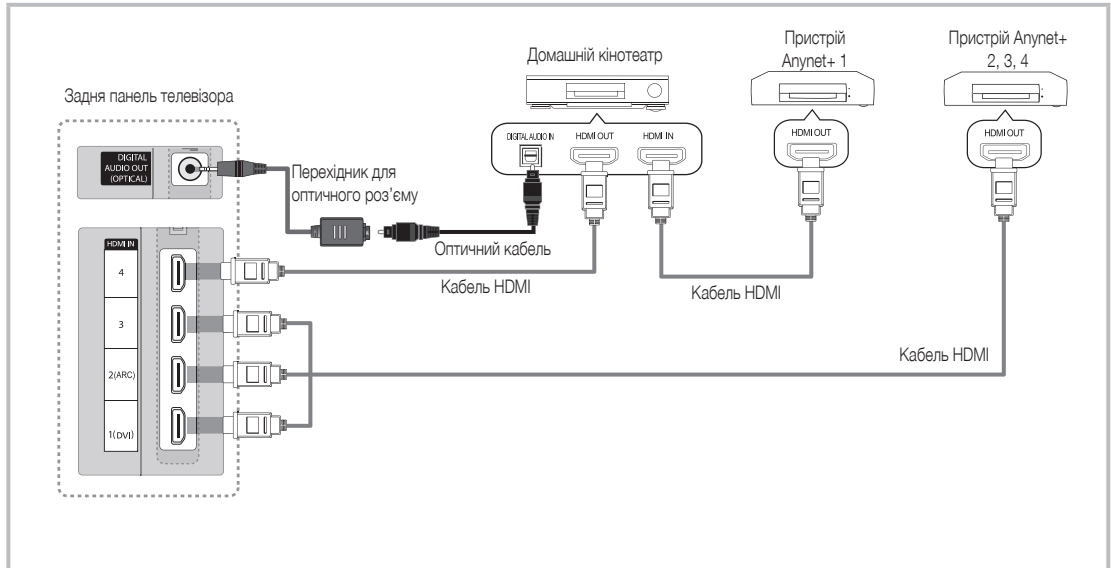 Пристрій
Anynet+ 1
Пристрій Anynet+
2, 3, 4
Домашній кінотеатр
Задня панель телевізора
DIGITAL AUDIO IN
HDMI OUT
HDMI IN
HDMI OUT
HDMI OUT
DIGITAL
AUDIO OUT
(OPTICAL)
Перехідник для
оптичного роз’єму
Оптичний кабель
HDMI IN
4
Кабель HDMI
Кабель HDMI
3
Кабель HDMI
2(ARC)
1(DVI)